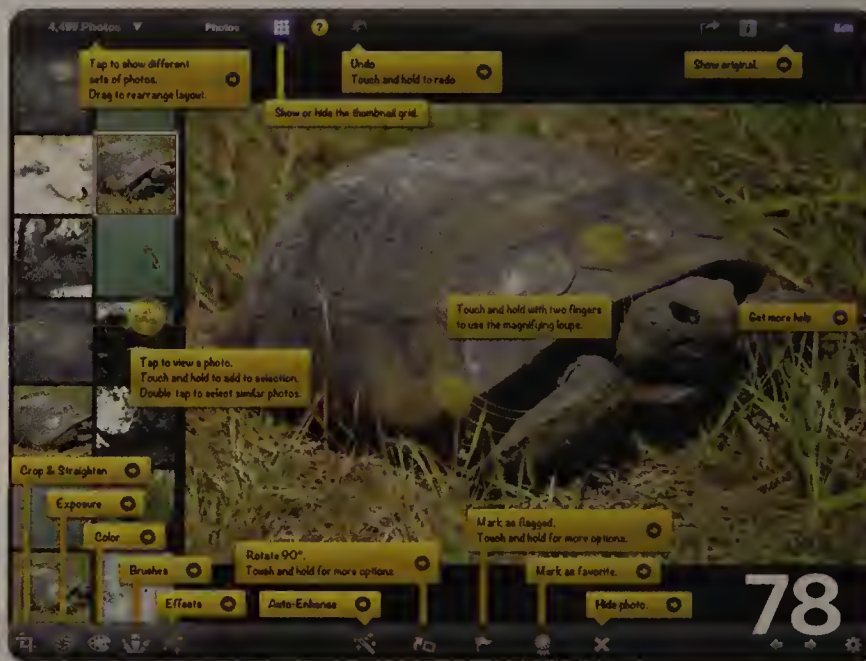 4,499 Photos
Photos
?
i
Edit
Tap to show different
sets of photos.
Drag to rearrange layout.
Undo
Touch and hold to redo
Show original.
Show or hide the thumbnail grid.
Touch and hold with two fingers
to use the magnifying loupe.
Get more help
Tap to view a photo.
Touch and hold to add to selection.
Double tap to select similar photos.
Crop & Straighten
Exposure
Color
Brushes
Effects
Rotate 90°.
Touch and hold for more options
Auto-Enhance
Mark as flagged.
Touch and hold for more options.
Mark as favorite.
Hide photo.
78